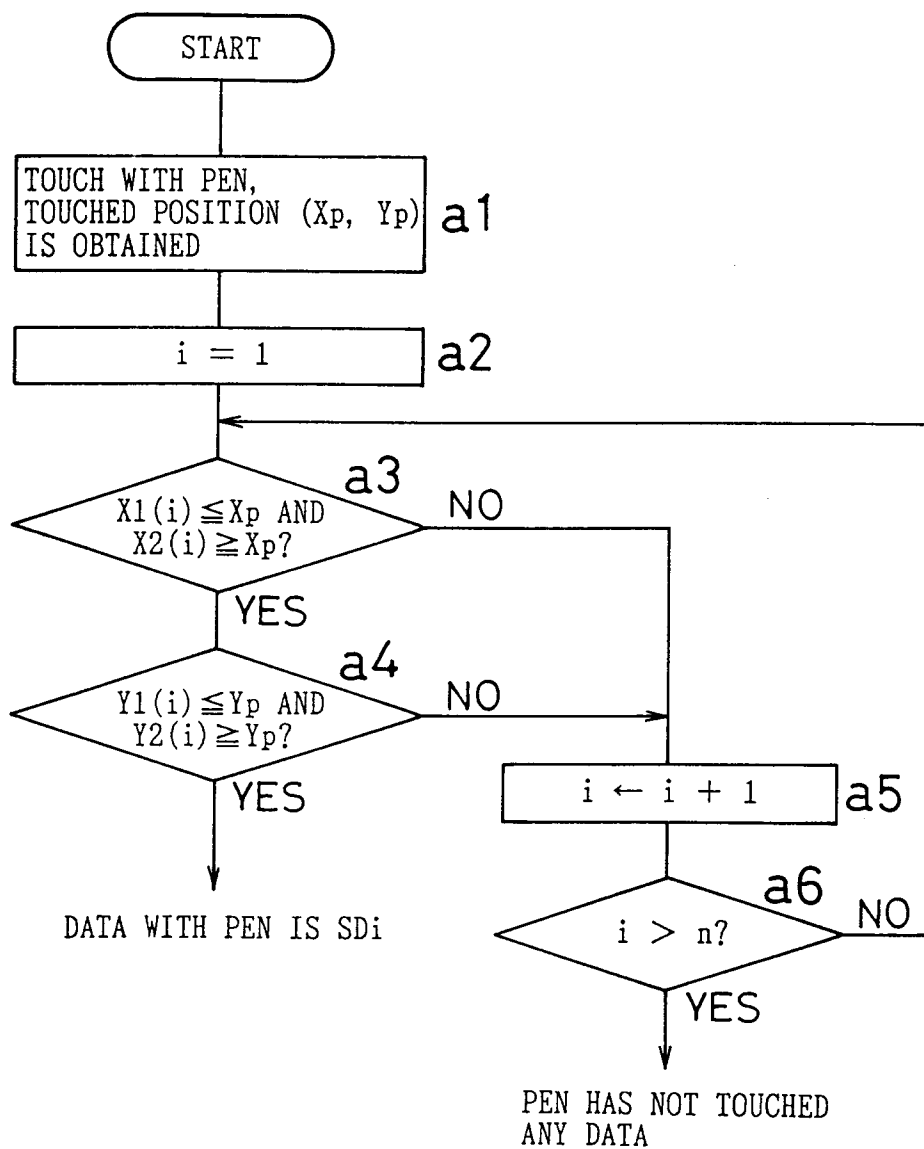 START
TOUCH WITH PEN,
TOUCHED POSITION (Xp, Yp)
IS OBTAINED
a1
i = 1
a2
a3
X1(i)≦Xp AND
X2(i)≧Xp?
NO
YES
a4
Y1(i)≦Yp AND
Y2(i)≧Yp?
NO
YES
i ← i + 1
a5
DATA WITH PEN IS SDi
a6
i > n?
NO
YES
PEN HAS NOT TOUCHED
ANY DATA